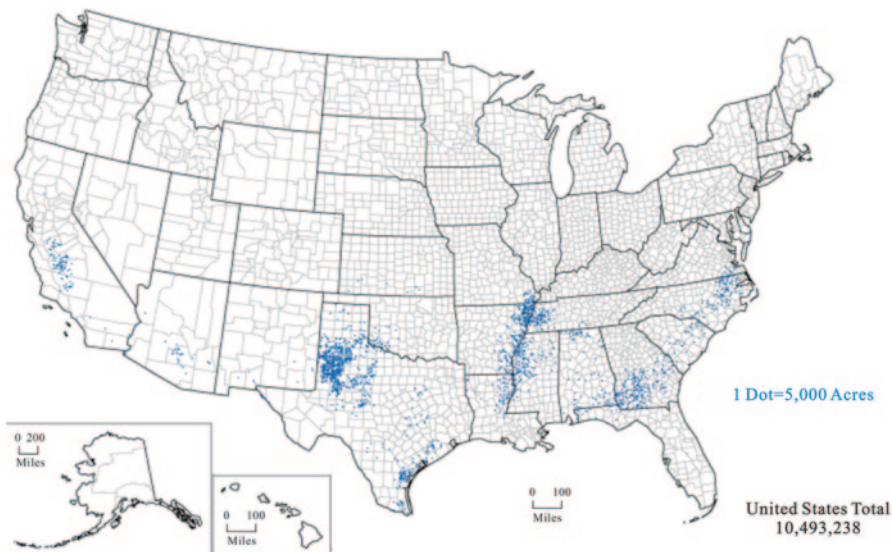 1 Dot=5,000 Acres
0 200
Miles
0 100
Miles
0 100
Miles
United States Total
10,493,238